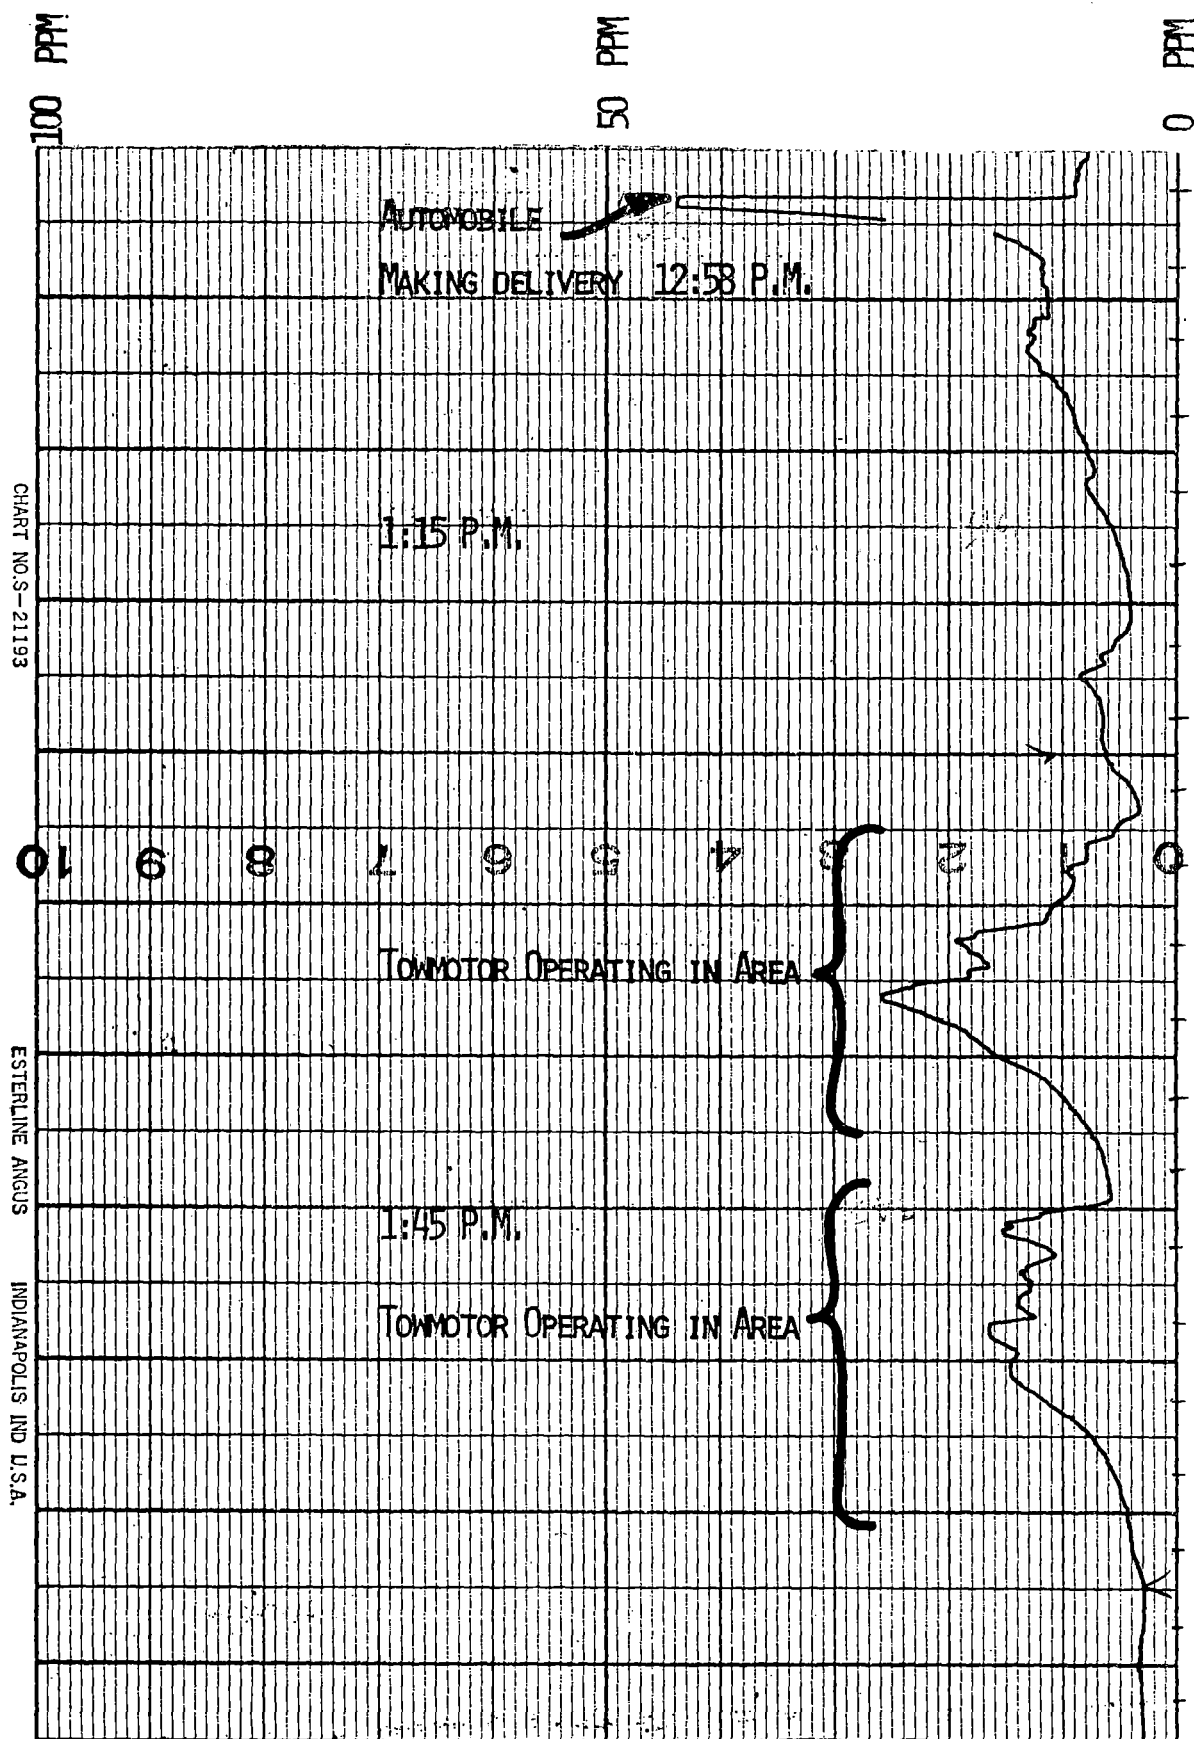 100 PPM
50 PPM
0 PPM
AUTOMOBILE
MAKING DELIVERY 12:58 P.M.
1:15 P.M.
10 9 8 7 6 5 4 3 2 1 0
TOWMOTOR OPERATING IN AREA
1:45 P.M.
TOWMOTOR OPERATING IN AREA
CHART NO.S-21193
ESTERLINE ANGUS INDIANAPOLIS IND U.S.A.